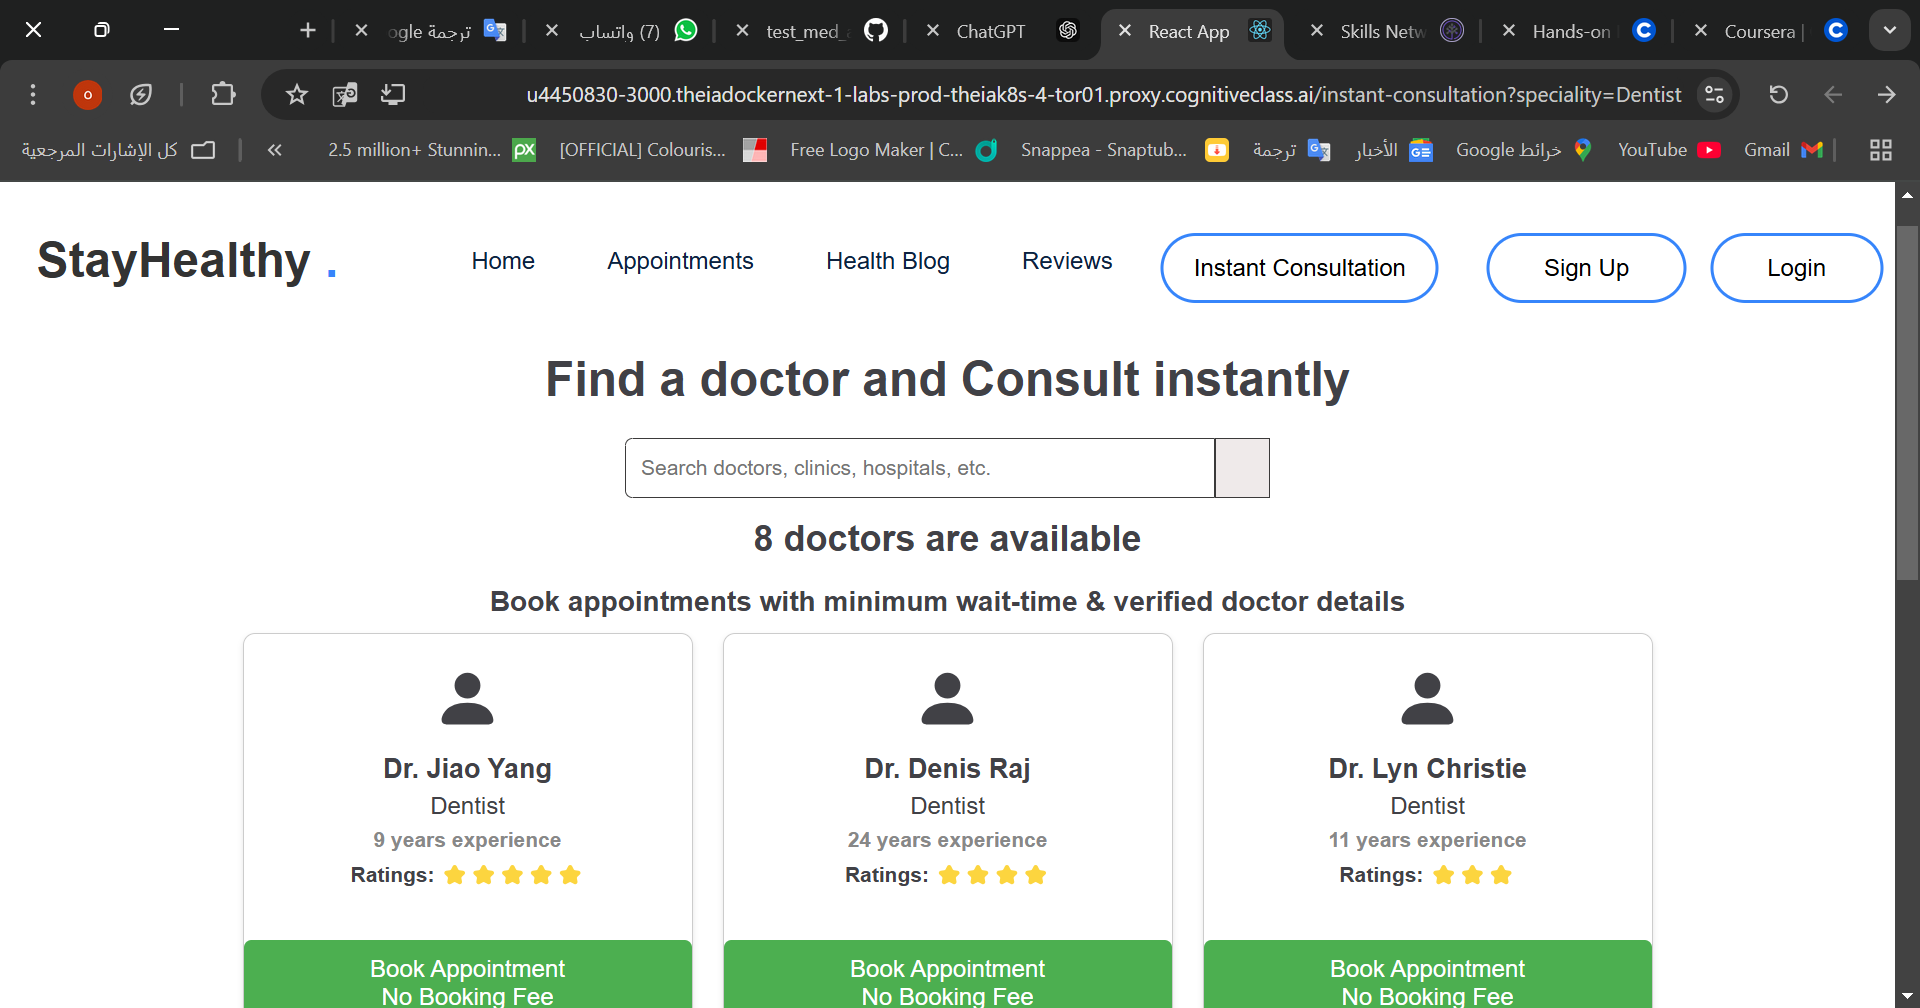 ترجمة ogle
(7) واتساب
test_med_
ChatGPT
React App
Skills Netw
Hands-on
Coursera |
o
u4450830-3000.theiadockernext-1-labs-prod-theiak8s-4-tor01.proxy.cognitiveclass.ai/instant-consultation?speciality=Dentist
كل الإشارات المرجعية
2.5 million+ Stunnin...
[OFFICIAL] Colouris...
Free Logo Maker | C...
Snappea - Snaptub...
ترجمة
الأخبار
خرائط Google
YouTube
Gmail
StayHealthy .
Home
Appointments
Health Blog
Reviews
Instant Consultation
Sign Up
Login
Find a doctor and Consult instantly
Search doctors, clinics, hospitals, etc.
8 doctors are available
Book appointments with minimum wait-time & verified doctor details
Dr. Jiao Yang
Dentist
9 years experience
Ratings:
Book Appointment
No Booking Fee
Dr. Denis Raj
Dentist
24 years experience
Ratings:
Book Appointment
No Booking Fee
Dr. Lyn Christie
Dentist
11 years experience
Ratings:
Book Appointment
No Booking Fee